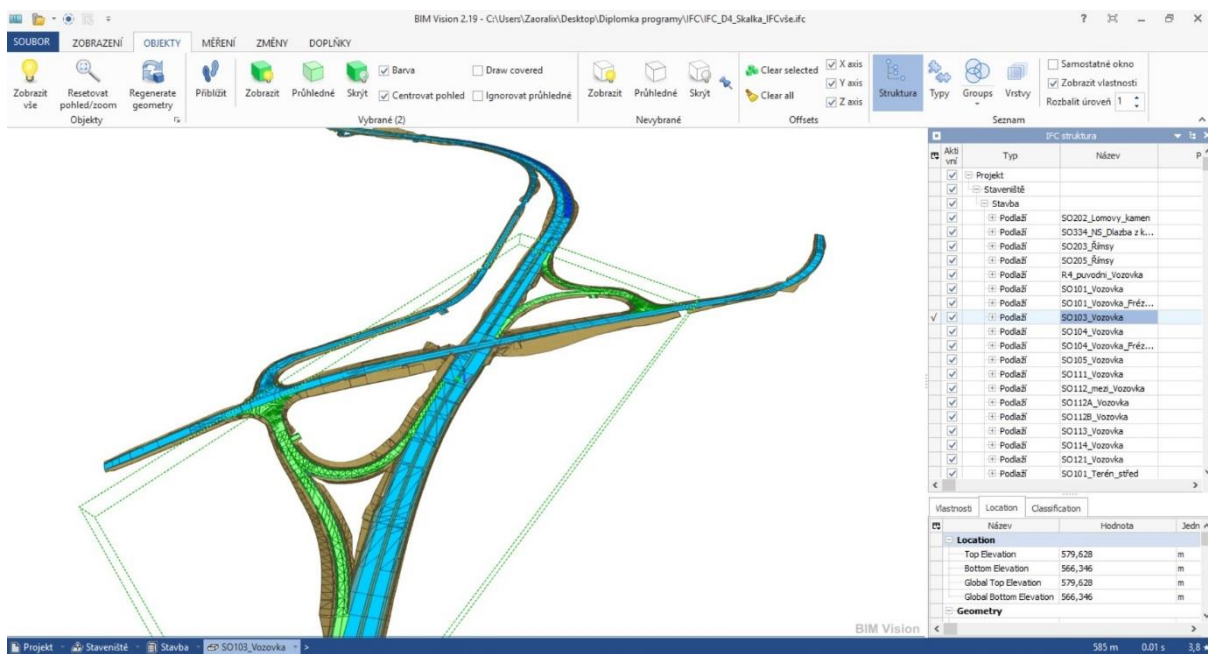 BIM Vision 2.19 - C:\Users\Zaoralix\Desktop\Diplomka programy\IFC\IFC_D4_Skalka_IFCvše.ifc
SOUBOR ZOBRAZENÍ OBJEKTY MĚŘENÍ ZMĚNY DOPLŇKY
Zobrazit vše
Resetovat pohled/zoom
Regenerate geometry
Objekty
Přiblížit
Zobrazit
Průhledné
Skrýt
Barva
Draw covered
Centrovat pohled
Ignorovat průhledné
Vybrané (2)
Zobrazit
Průhledné
Skrýt
Nevybrané
Clear selected
Clear all
X axis
Y axis
Z axis
Offsets
Struktura
Typy
Groups
Vrstvy
Samostatné okno
Zobrazit vlastnosti
Rozbalit úroveň 1
Seznam
IFC struktura
Akti vní Typ Název P
Projekt
Staveniště
Stavba
Podlaží SO202_Lomovy_kamen
Podlaží SO334_NS_Dlazba z k...
Podlaží SO203_Římsy
Podlaží SO205_Římsy
Podlaží R4_puvodni_Vozovka
Podlaží SO101_Vozovka
Podlaží SO101_Vozovka_Fréz...
Podlaží SO103_Vozovka
Podlaží SO104_Vozovka
Podlaží SO104_Vozovka_Fréz...
Podlaží SO105_Vozovka
Podlaží SO111_Vozovka
Podlaží SO112_mezi_Vozovka
Podlaží SO112A_Vozovka
Podlaží SO112B_Vozovka
Podlaží SO113_Vozovka
Podlaží SO114_Vozovka
Podlaží SO121_Vozovka
Podlaží SO101_Terén_střed
Vlastnosti Location Classification
Název Hodnota Jedn
Location
Top Elevation 579,628 m
Bottom Elevation 566,346 m
Global Top Elevation 579,628 m
Global Bottom Elevation 566,346 m
Geometry
BIM Vision
Projekt Staveniště Stavba SO103_Vozovka > 585 m 0.01 s 3,8